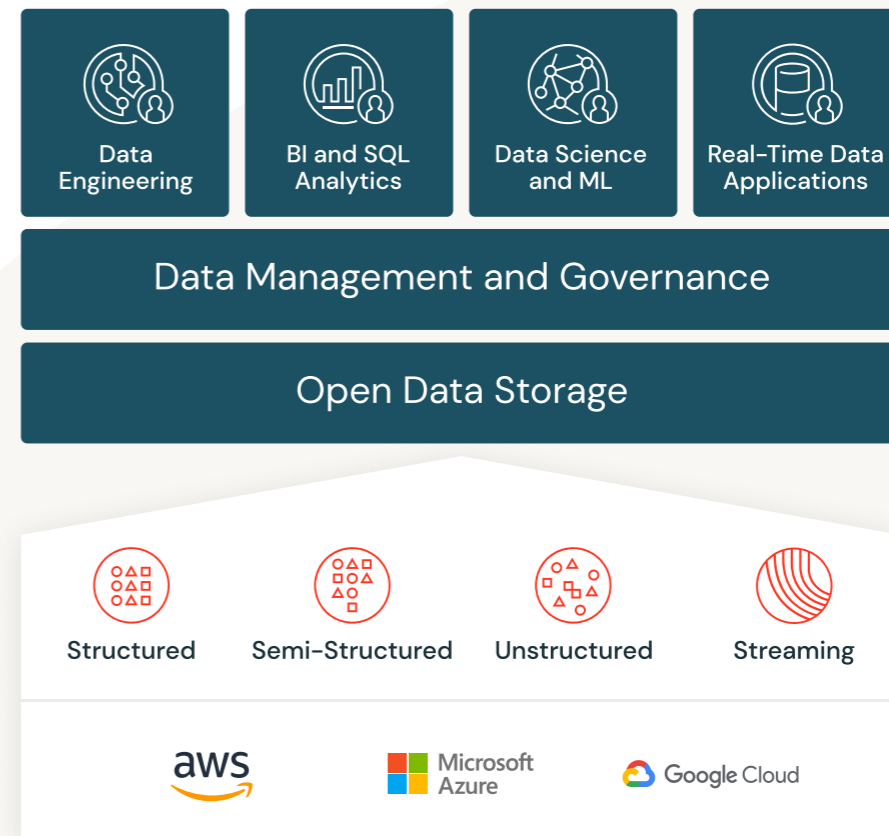 Data
Engineering
BI and SQL
Analytics
Data Science
and ML
Real-Time Data
Applications
Data Management and Governance
Open Data Storage
Structured
Semi-Structured
Unstructured
Streaming
aws
Microsoft
Azure
Google Cloud